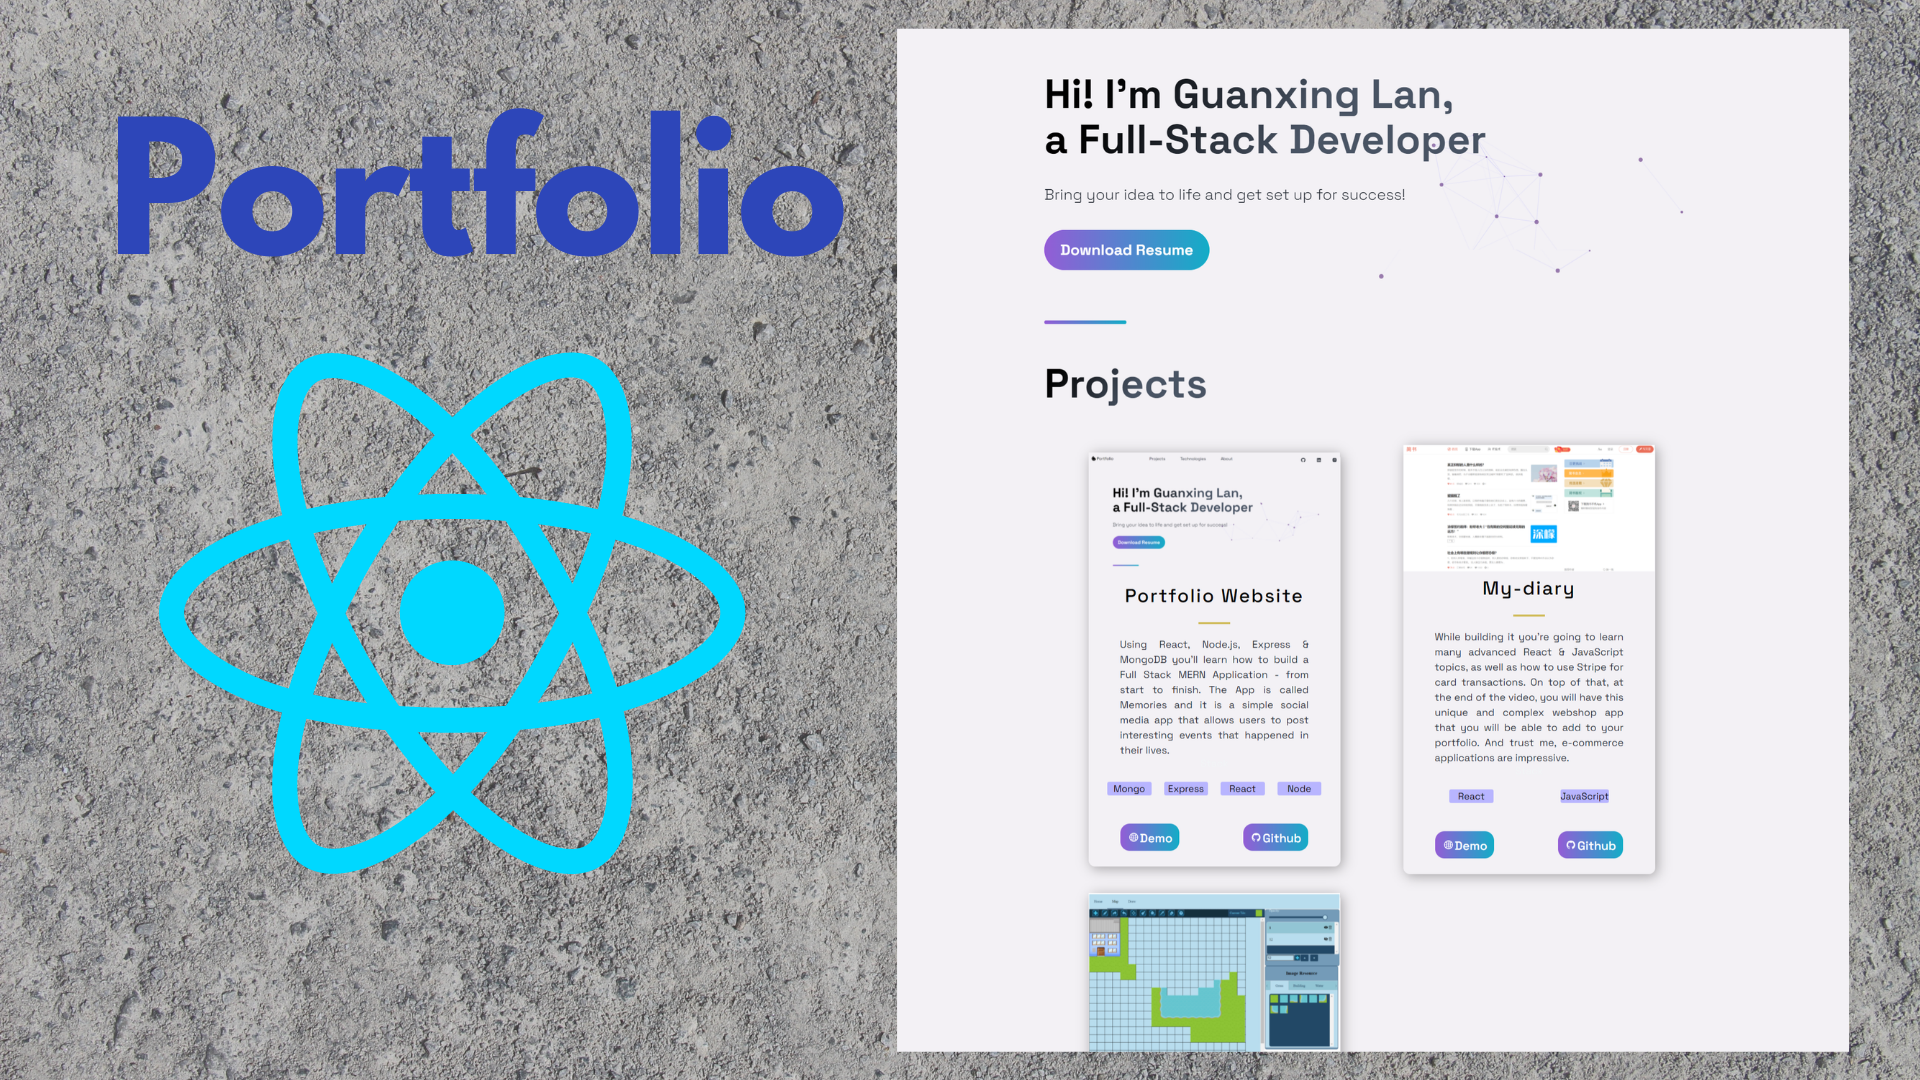 Portfolio
Hi! I'm Guanxing Lan,
a Full-Stack Developer
Bring your idea to life and get set up for success!
Download Resume
Projects
Portfolio
Projects
Technologies
About
Hi! I'm Guanxing Lan,
a Full-Stack Developer
Bring your idea to life and get set up for success!
Download Resume
Portfolio Website
Using React, Node.js, Express &
MongoDB you'll learn how to build a
Full Stack MERN Application - from
start to finish. The App is called
Memories and it is a simple social
media app that allows users to post
interesting events that happened in
their lives.
Mongo
Express
React
Node
Demo
Github
My-diary
While building it you're going to learn
many advanced React & JavaScript
topics, as well as how to use Stripe for
card transactions. On top of that, at
the end of the video, you will have this
unique and complex webshop app
that you will be able to add to your
portfolio. And trust me, e-commerce
applications are impressive.
React
JavaScript
Demo
Github
Image Resource